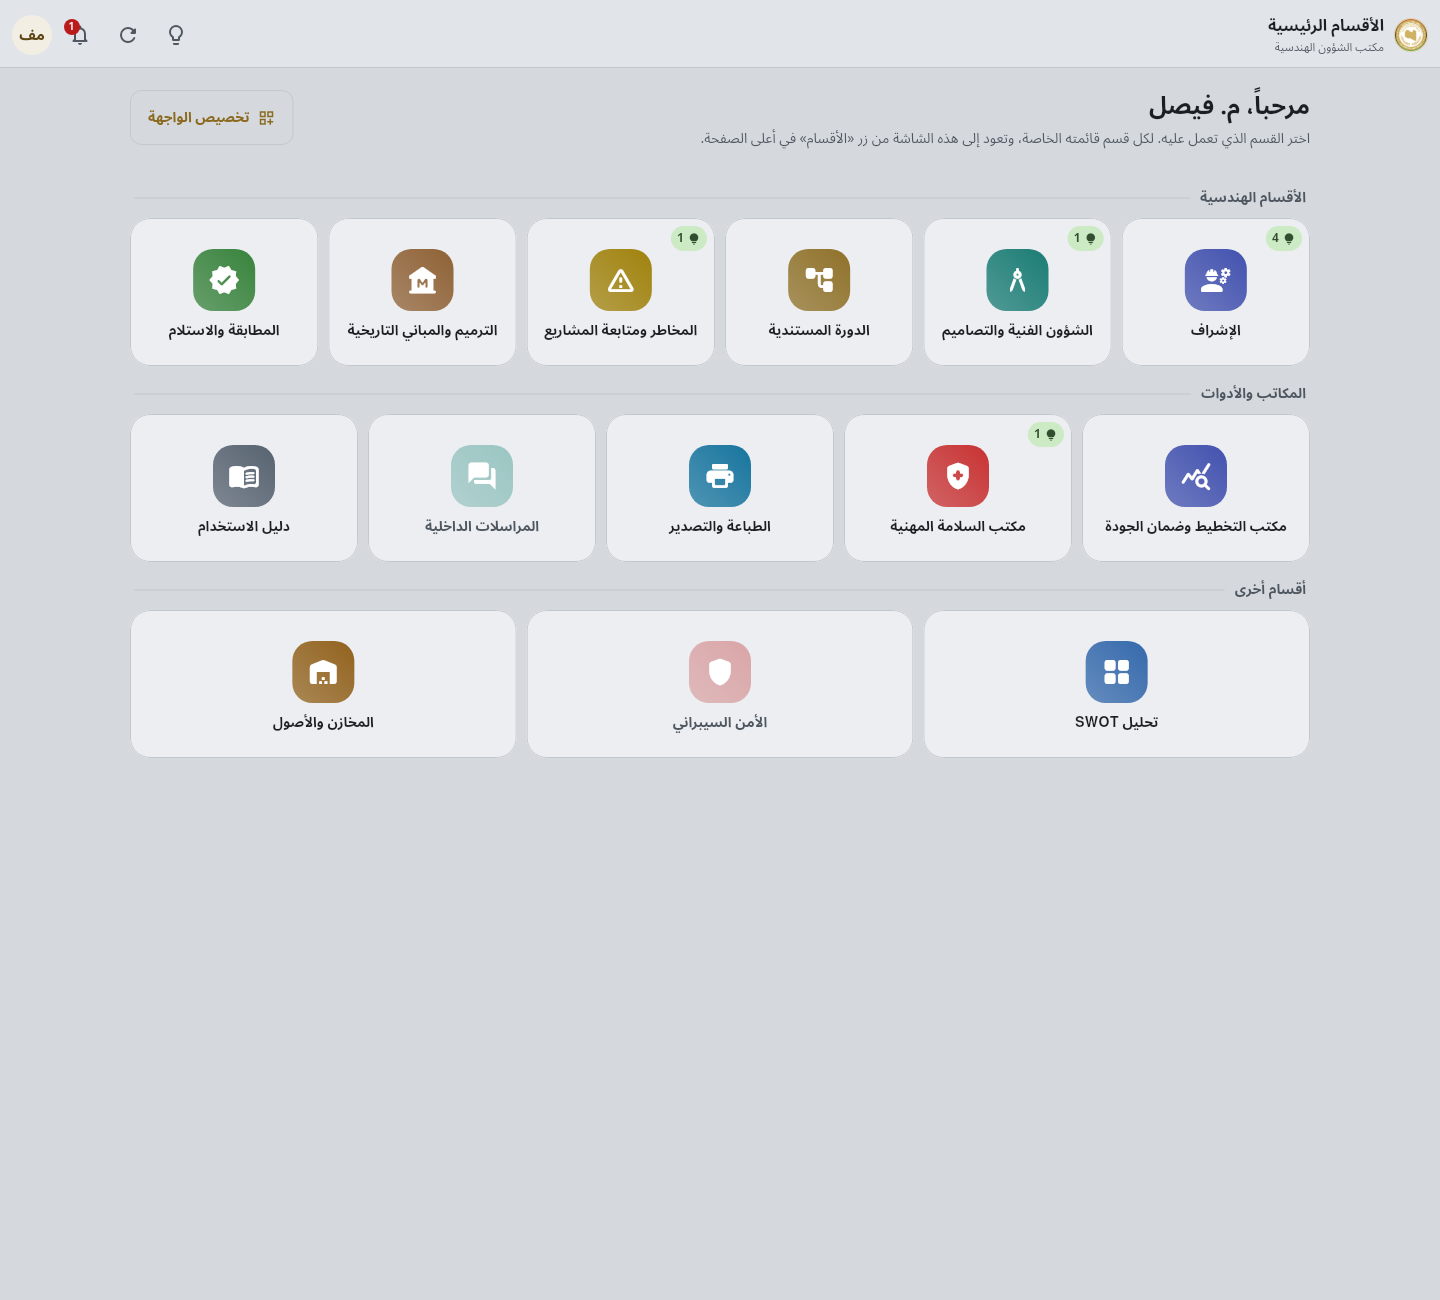 الأقسام الرئيسية
مكتب الشؤون الهندسية
1
مف
مرحباً، م. فيصل
اختر القسم الذي تعمل عليه. لكل قسم قائمته الخاصة، وتعود إلى هذه الشاشة من زر «الأقسام» في أعلى الصفحة.
تخصيص الواجهة
الأقسام الهندسية
4
الإشراف
1
الشؤون الفنية والتصاميم
الدورة المستندية
1
المخاطر ومتابعة المشاريع
الترميم والمباني التاريخية
المطابقة والاستلام
المكاتب والأدوات
مكتب التخطيط وضمان الجودة
1
مكتب السلامة المهنية
الطباعة والتصدير
المراسلات الداخلية
دليل الاستخدام
أقسام أخرى
تحليل SWOT
الأمن السيبراني
المخازن والأصول